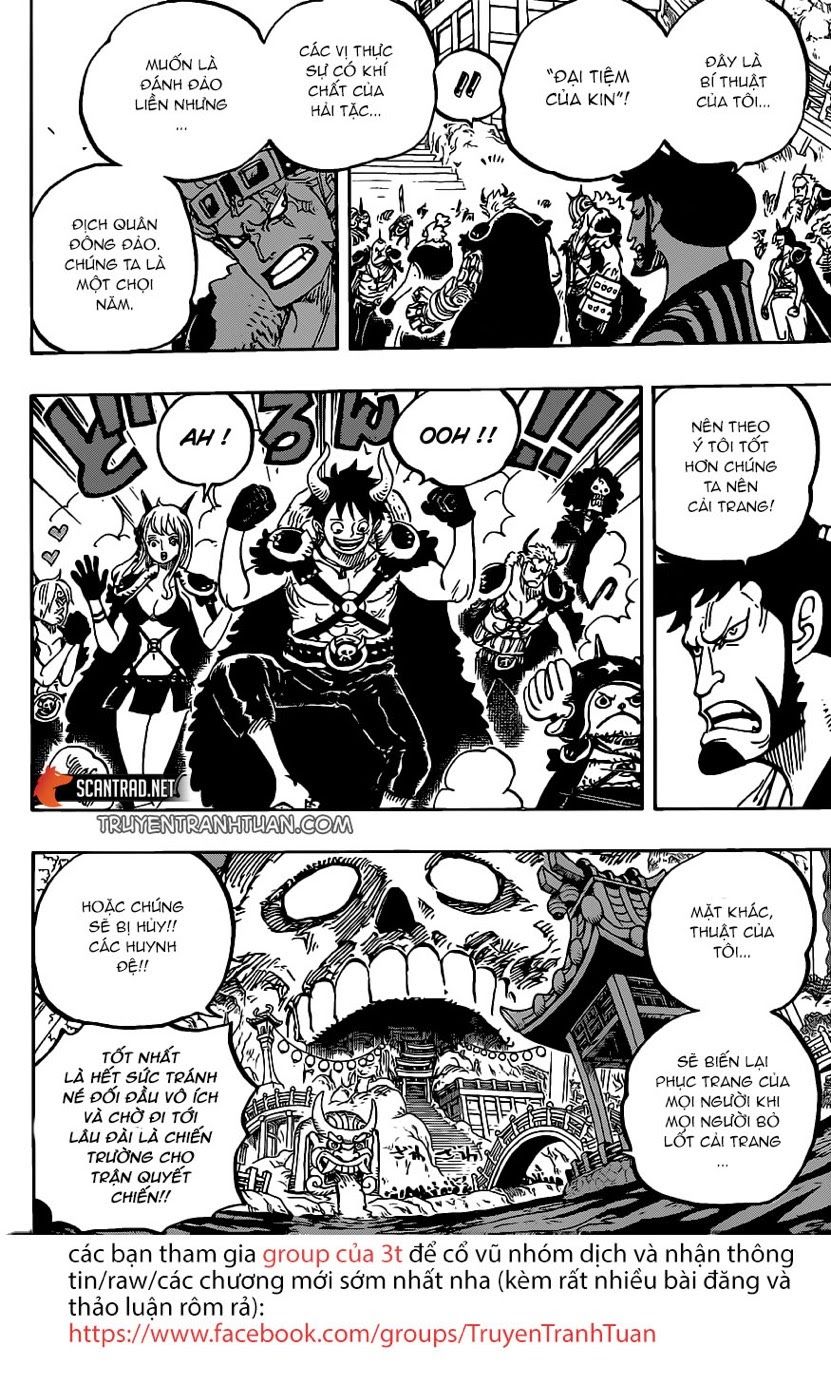 ĐÂY LÀ
BÍ THUẬT
CỦA TÔI...
"ĐẠI TIỆM
CỦA KIN"!
!!
CÁC VỊ THỰC
SỰ CÓ KHÍ
CHẤT CỦA
HẢI TẶC...
MUỐN LÀ
ĐÁNH ĐẢO
LIỀN NHƯNG
...
ĐỊCH QUÂN
ĐÔNG ĐẢO.
CHÚNG TA LÀ
MỘT CHỌI
NĂM.
NÊN THEO
Ý TÔI TỐT
HƠN CHÚNG
TA NÊN
CẢI TRANG!
OOH !!
AH !
どろん!!
SCANTRAD.NET
TRUYENTRANHTUAN.COM
MẶT KHÁC,
THUẬT CỦA
TÔI...
SẼ BIẾN LẠI
PHỤC TRANG CỦA
MỌI NGƯỜI KHI
MỌI NGƯỜI BỎ
LỐT CẢI TRANG
...
HOẶC CHÚNG
SẼ BỊ HỦY!!
CÁC HUYNH
ĐỆ!!
TỐT NHẤT
LÀ HẾT SỨC TRÁNH
NÉ ĐỐI ĐẦU VÔ ÍCH
VÀ CHỜ ĐI TỚI
LÂU ĐÀI LÀ CHIẾN
TRƯỜNG CHO
TRẬN QUYẾT
CHIẾN!!
các bạn tham gia group của 3t để cổ vũ nhóm dịch và nhận thông
tin/raw/các chương mới sớm nhất nha (kèm rất nhiều bài đăng và
thảo luận rôm rả):
https://www.facebook.com/groups/TruyenTranhTuan